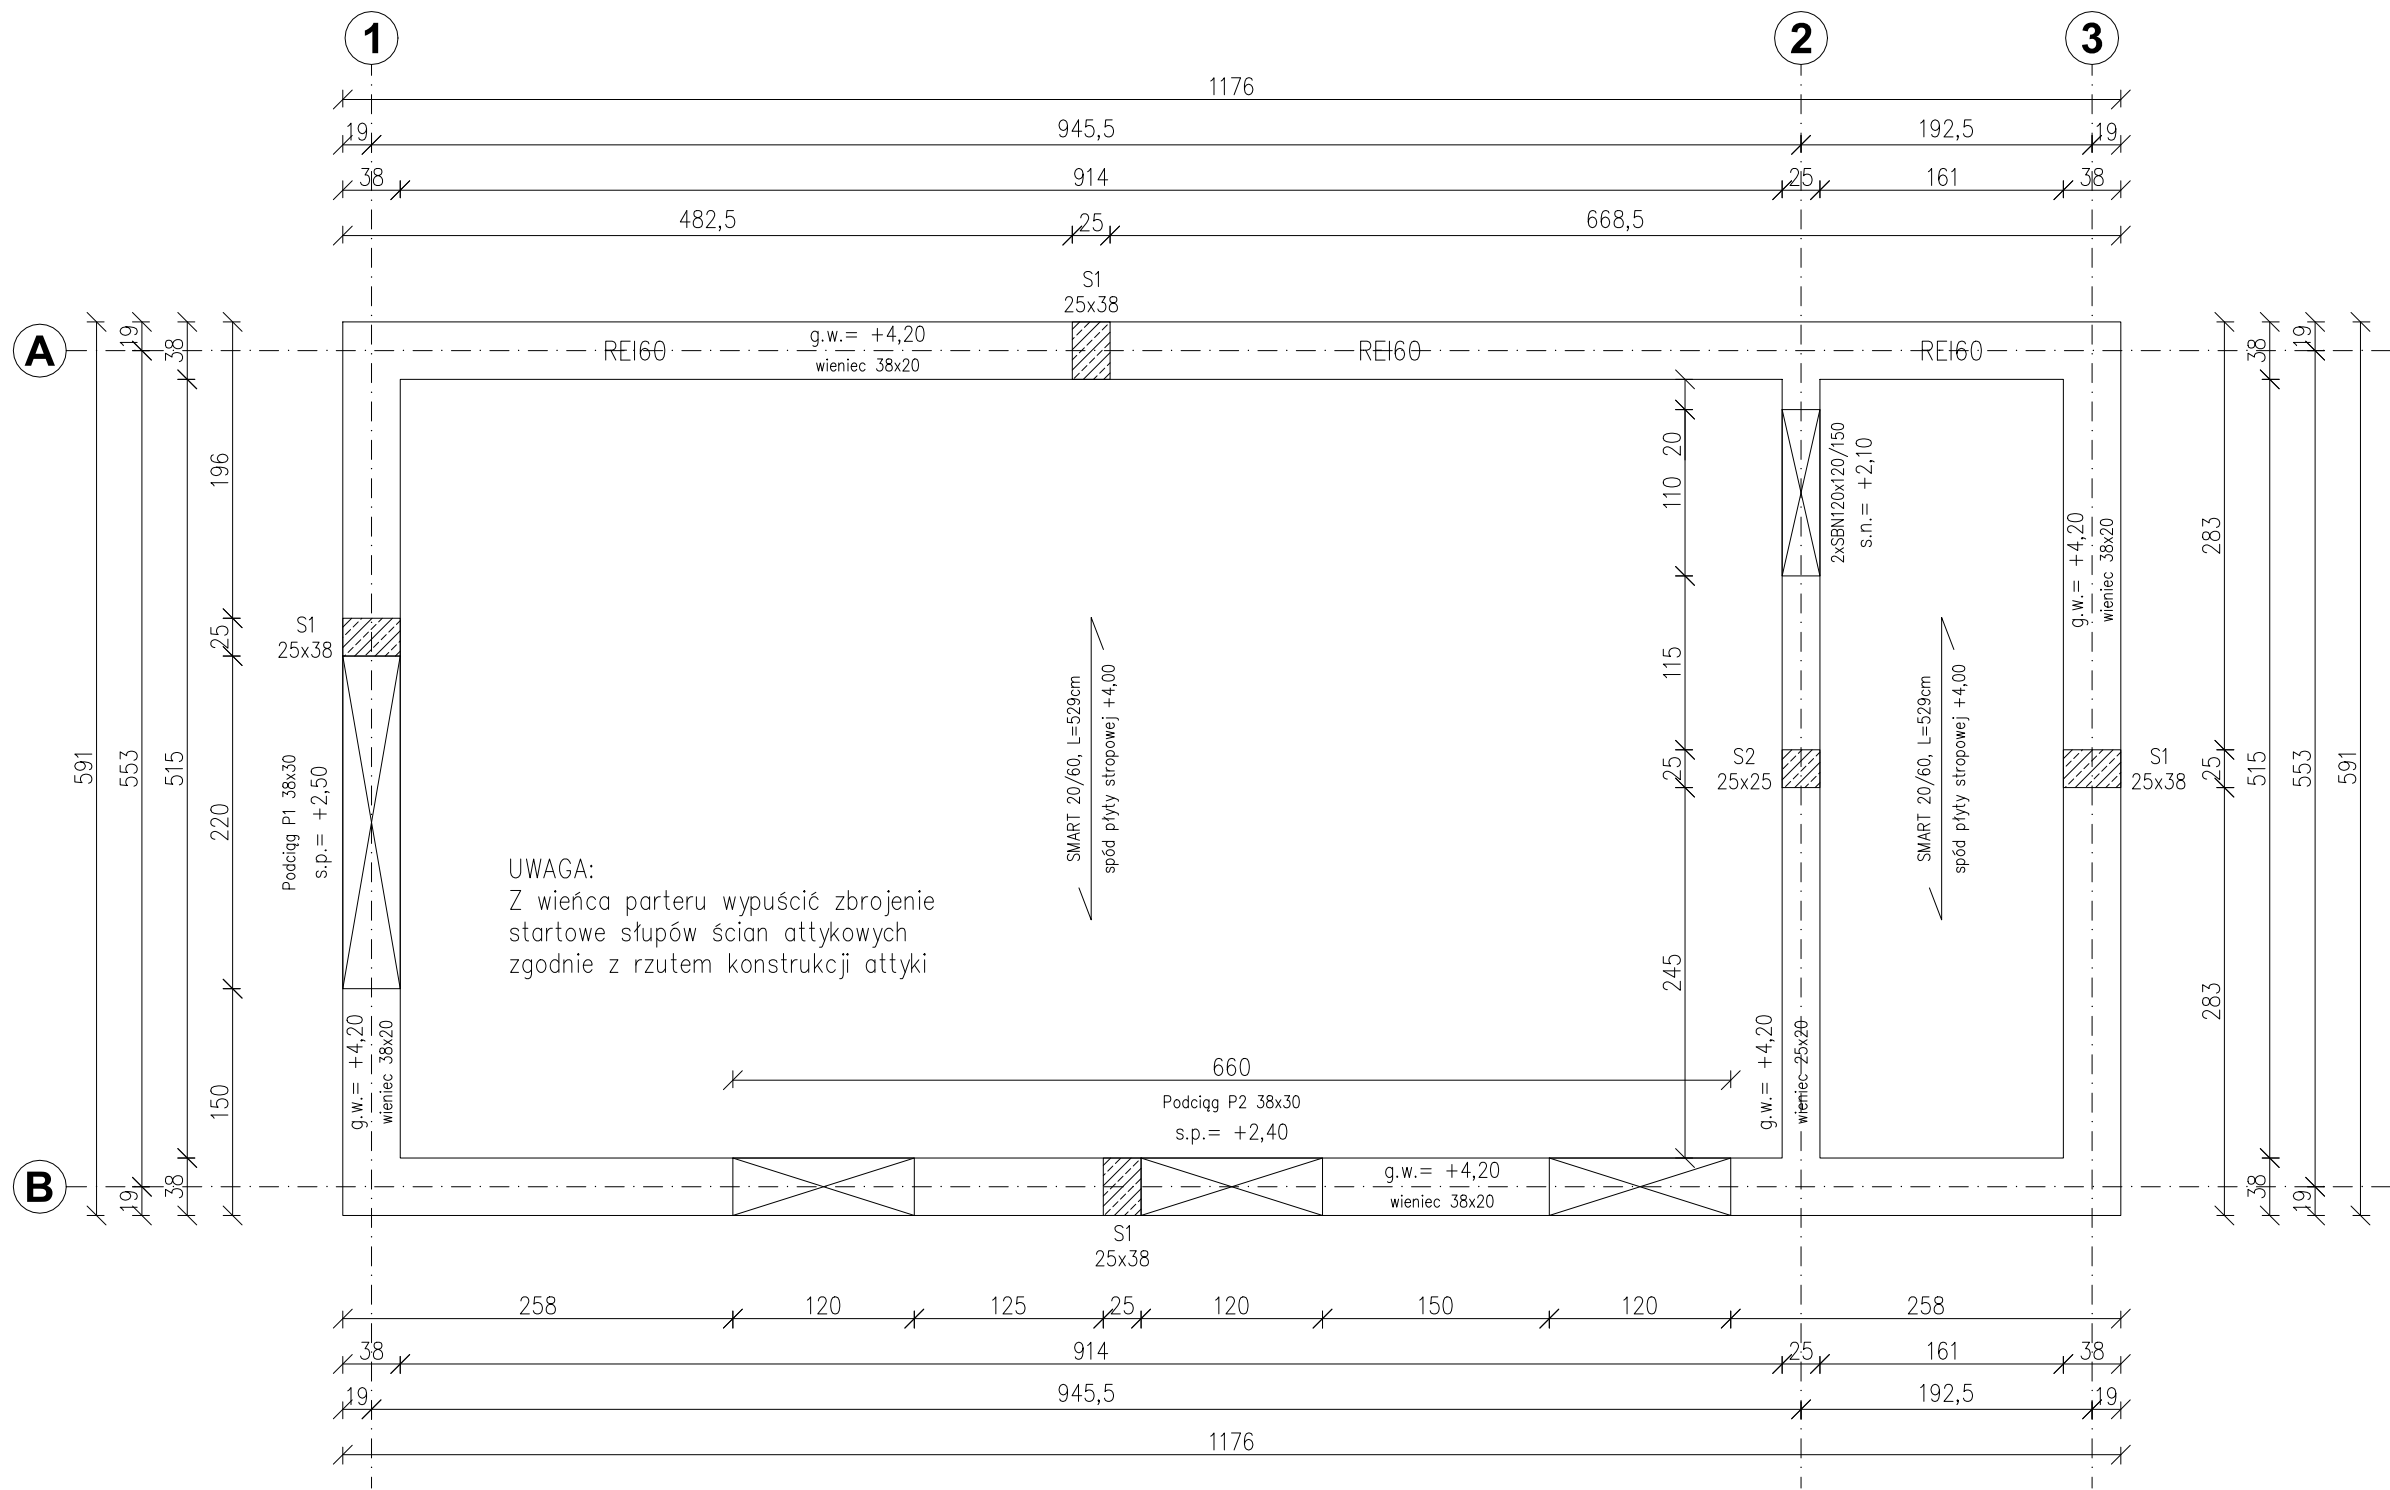 1
2
3
1176
19
945,5
192,5
19
38
914
25
161
38
482,5
25
668,5
S1
25x38
A
REI60
g.w.= +4,20
wieniec 38x20
REI60
REI60
19
38
196
25
220
150
591
553
515
19
38
S1
25x38
Podciąg P1 38x30
s.p.= +2,50
g.w.= +4,20
wieniec 38x20
UWAGA:
Z wieńca parteru wypuścić zbrojenie
startowe słupów ścian attykowych
zgodnie z rzutem konstrukcji attyki
SMART 20/60, L=529cm
spód płyty stropowej +4,00
20
110
115
25
245
2xSBN120x120/150
s.n.= +2,10
S2
25x25
g.w.= +4,20
wieniec 25x20
SMART 20/60, L=529cm
spód płyty stropowej +4,00
g.w.= +4,20
wieniec 38x20
S1
25x38
283
25
283
38
515
38
19
553
19
591
660
Podciąg P2 38x30
s.p.= +2,40
B
g.w.= +4,20
wieniec 38x20
S1
25x38
258
120
125
25
120
150
120
258
38
914
25
161
38
19
945,5
192,5
19
1176